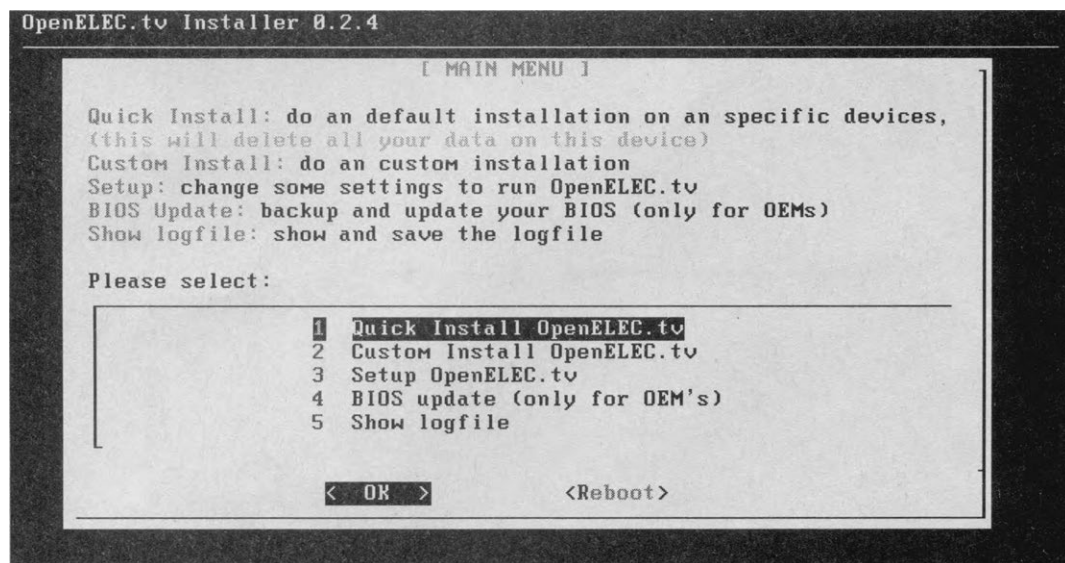 OpenELEC.tv Installer 0.2.4
[ MAIN MENU ]
Quick Install: do an default installation on an specific devices,
(this will delete all your data on this device)
Custom Install: do an custom installation
Setup: change some settings to run OpenELEC.tv
BIOS Update: backup and update your BIOS (only for OEMs)
Show logfile: show and save the logfile
Please select:
1 Quick Install OpenELEC.tv
2 Custom Install OpenELEC.tv
3 Setup OpenELEC.tv
4 BIOS update (only for OEM's)
5 Show logfile
< OK > <Reboot>